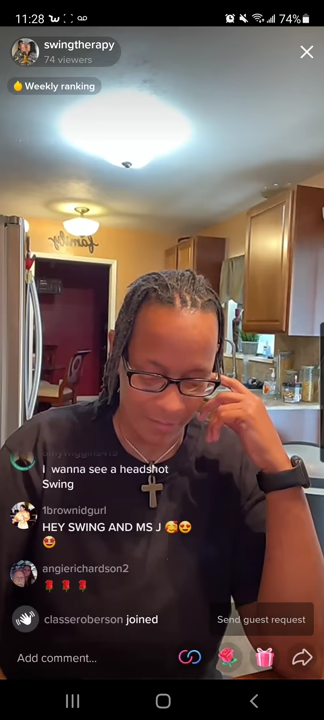 11:28
74%
swingtherapy
74 viewers
Weekly ranking
family
I wanna see a headshot
Swing
1brownidgurl
HEY SWING AND MS J 🥰😍
🤩
angierichardson2
🌹🌹🌹
classeroberson joined
Send guest request
Add comment...